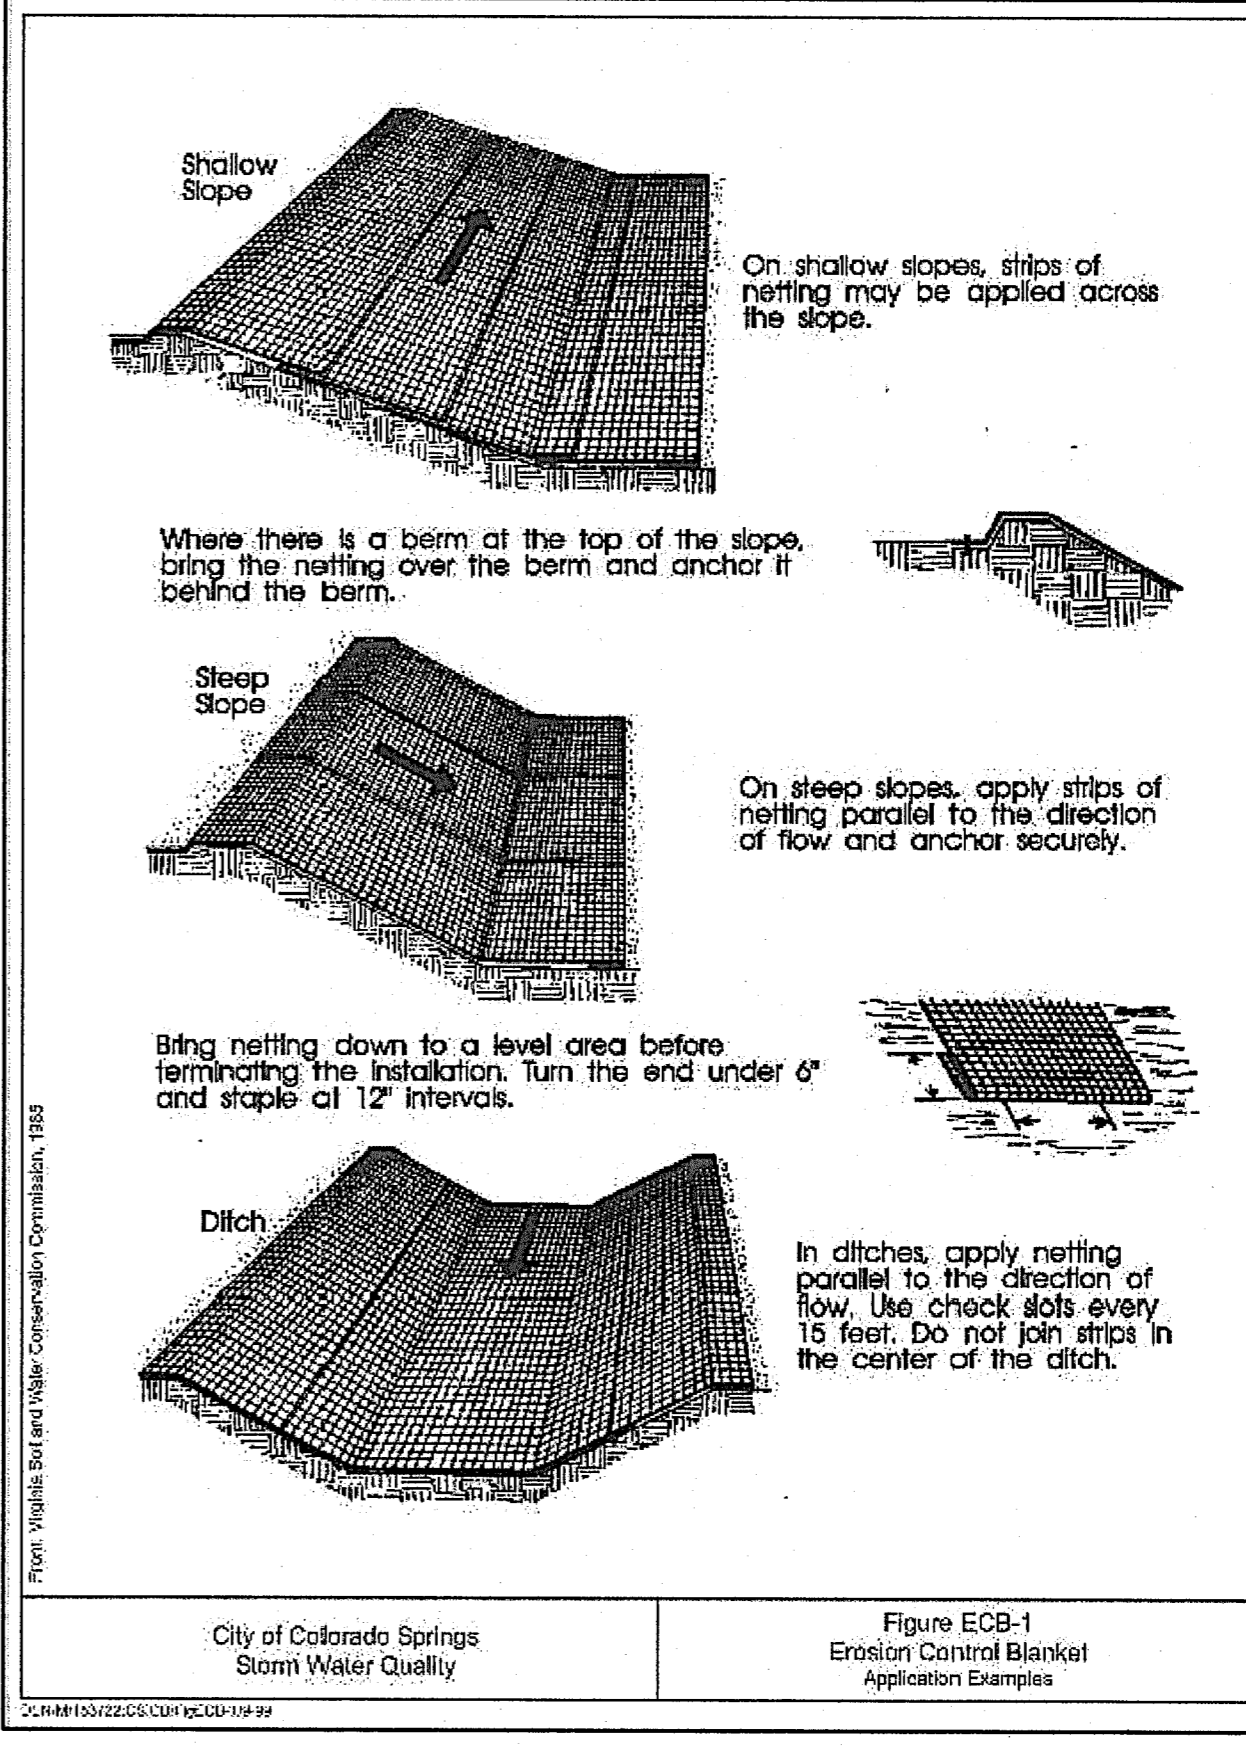 Shallow
Slope
On shallow slopes, strips of
netting may be applied across
the slope.
Where there is a berm at the top of the slope,
bring the netting over the berm and anchor it
behind the berm.
Steep
Slope
On steep slopes, apply strips of
netting parallel to the direction
of flow and anchor securely.
Bring netting down to a level area before
terminating the installation. Turn the end under 6"
and staple at 12" intervals.
Ditch
In ditches, apply netting
parallel to the direction of
flow. Use check slots every
15 feet. Do not join strips in
the center of the ditch.
From: Virginia Soil and Water Conservation Commission, 1985
City of Colorado Springs
Storm Water Quality
Figure ECB-1
Erosion Control Blanket
Application Examples